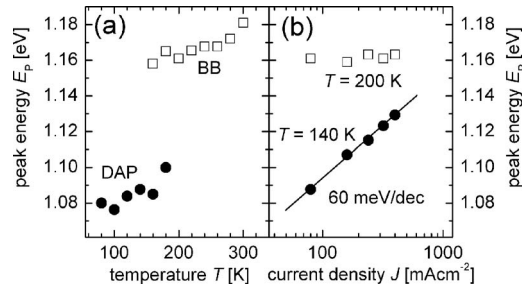 (a)
(b)
1.18
1.16
1.14
1.12
1.10
1.08
peak energy E_P [eV]
BB
DAP
100
200
300
temperature T [K]
T = 200 K
T = 140 K
60 meV/dec
100
1000
current density J [mAcm⁻²]
1.18
1.16
1.14
1.12
1.10
1.08
peak energy E_P [eV]